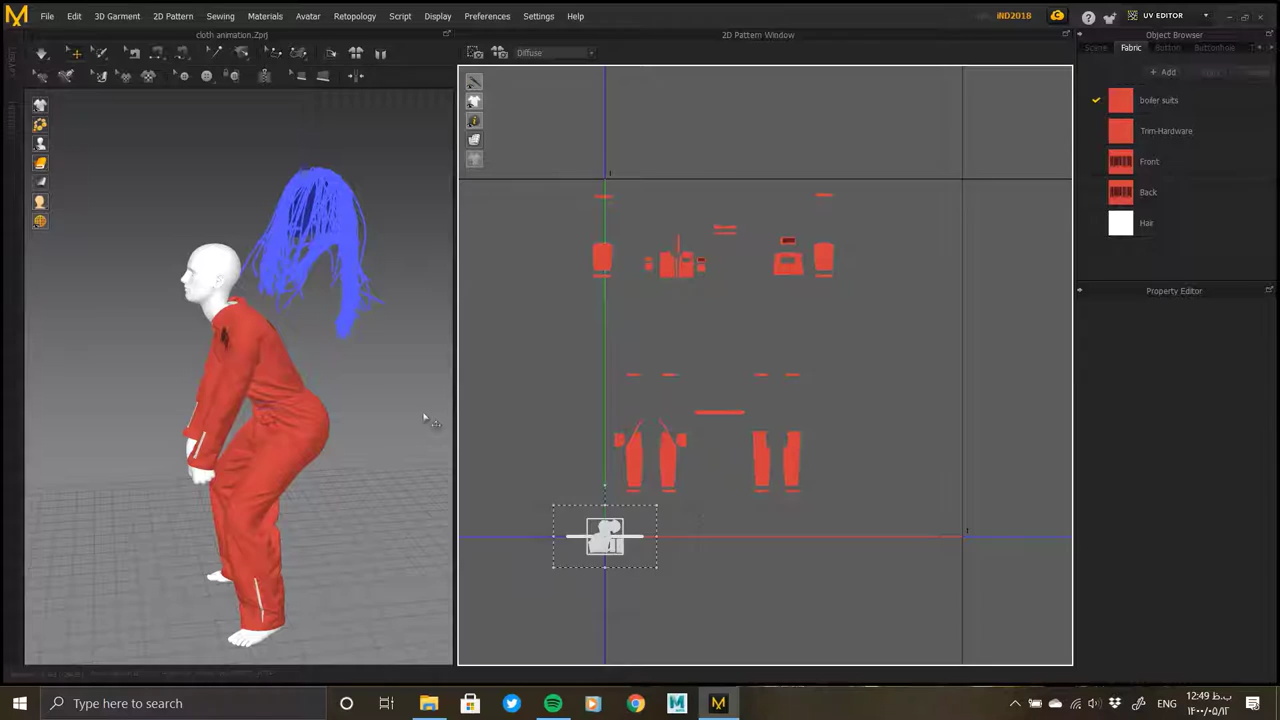 File Edit 3D Garment 2D Pattern Sewing Materials Avatar Retopology Script Display Preferences Settings Help
iND2018
UV EDITOR
cloth animation.Zprj
2D Pattern Window
Object Browser
Scene Fabric Button Buttonhole
Diffuse
+ Add
boiler suits
Trim-Hardware
Front
Back
Hair
Property Editor
Type here to search
ENG
12:49 ب.ظ